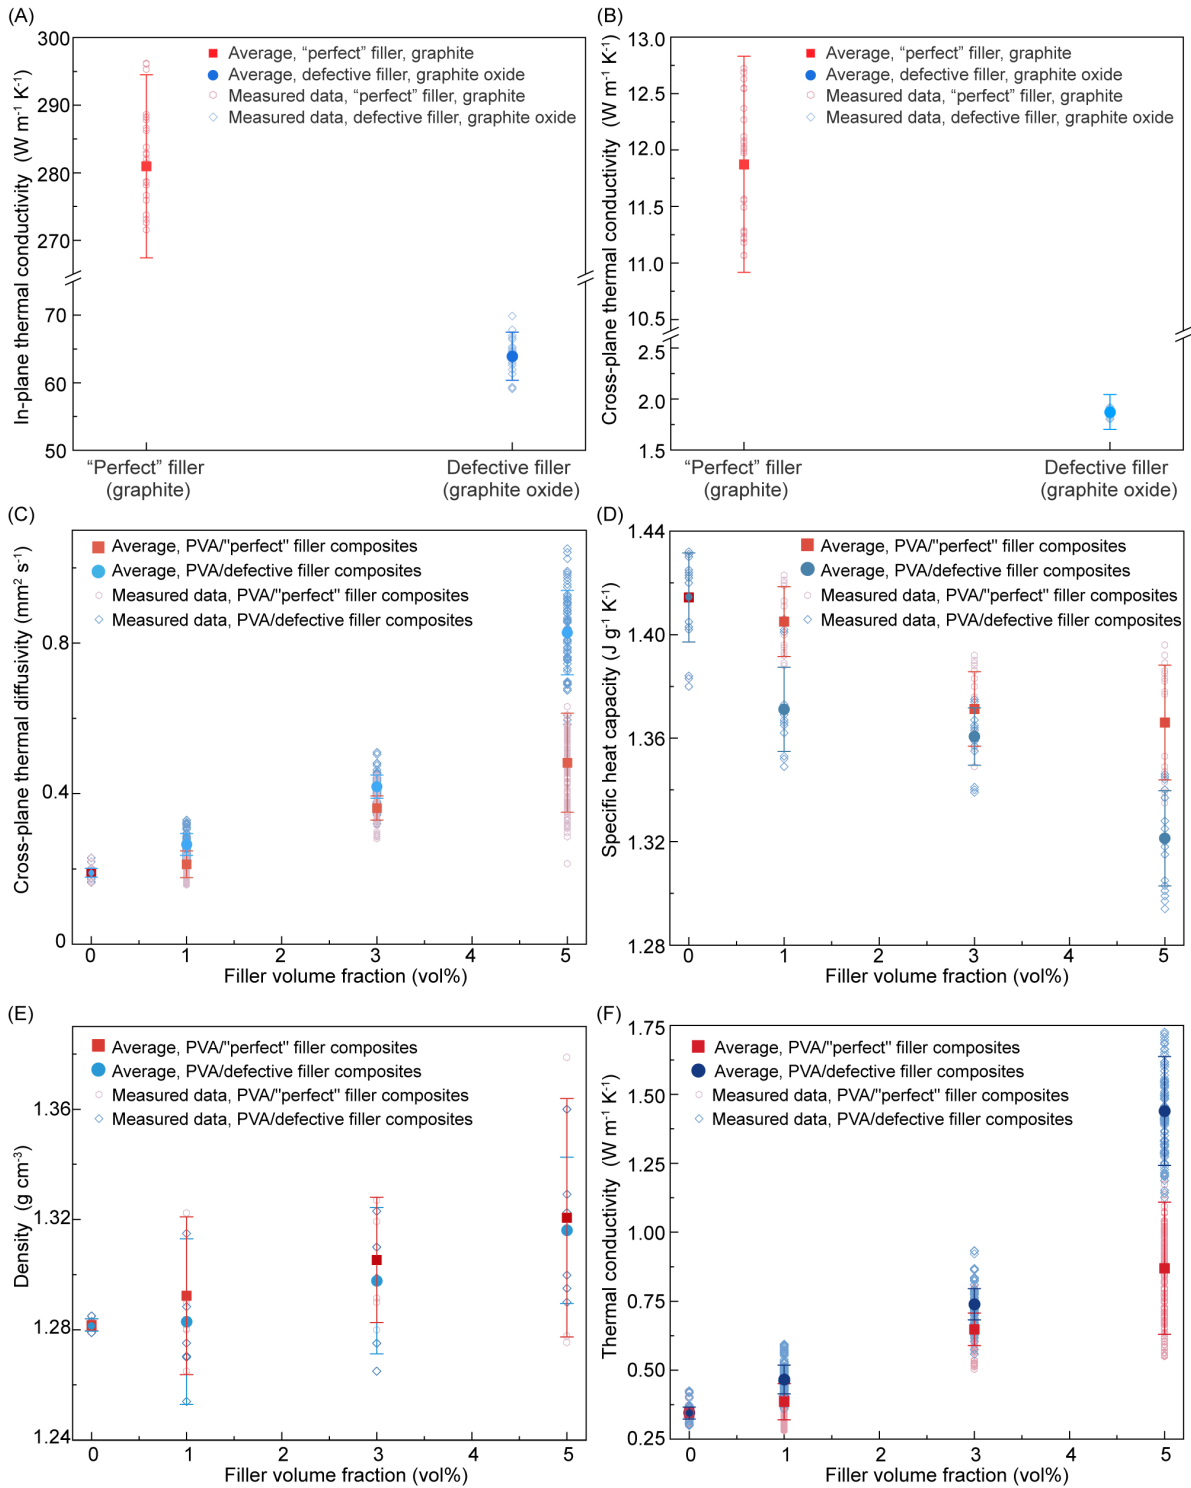 (A)
In-plane thermal conductivity (W m⁻¹ K⁻¹)
300
290
280
270
70
60
50
Average, “perfect” filler, graphite
Average, defective filler, graphite oxide
Measured data, “perfect” filler, graphite
Measured data, defective filler, graphite oxide
“Perfect” filler
(graphite)
Defective filler
(graphite oxide)
(B)
Cross-plane thermal conductivity (W m⁻¹ K⁻¹)
13.0
12.5
12.0
11.5
11.0
10.5
2.5
2.0
1.5
Average, “perfect” filler, graphite
Average, defective filler, graphite oxide
Measured data, “perfect” filler, graphite
Measured data, defective filler, graphite oxide
“Perfect” filler
(graphite)
Defective filler
(graphite oxide)
(C)
Cross-plane thermal diffusivity (mm² s⁻¹)
0.8
0.4
0
Average, PVA/"perfect" filler composites
Average, PVA/defective filler composites
Measured data, PVA/"perfect" filler composites
Measured data, PVA/defective filler composites
0 1 2 3 4 5
Filler volume fraction (vol%)
(D)
Specific heat capacity (J g⁻¹ K⁻¹)
1.44
1.40
1.36
1.32
1.28
Average, PVA/"perfect" filler composites
Average, PVA/defective filler composites
Measured data, PVA/"perfect" filler composites
Measured data, PVA/defective filler composites
0 1 2 3 4 5
Filler volume fraction (vol%)
(E)
Density (g cm⁻³)
1.36
1.32
1.28
1.24
Average, PVA/"perfect" filler composites
Average, PVA/defective filler composites
Measured data, PVA/"perfect" filler composites
Measured data, PVA/defective filler composites
0 1 2 3 4 5
Filler volume fraction (vol%)
(F)
Thermal conductivity (W m⁻¹ K⁻¹)
1.75
1.50
1.25
1.00
0.75
0.50
0.25
Average, PVA/"perfect" filler composites
Average, PVA/defective filler composites
Measured data, PVA/"perfect" filler composites
Measured data, PVA/defective filler composites
0 1 2 3 4 5
Filler volume fraction (vol%)